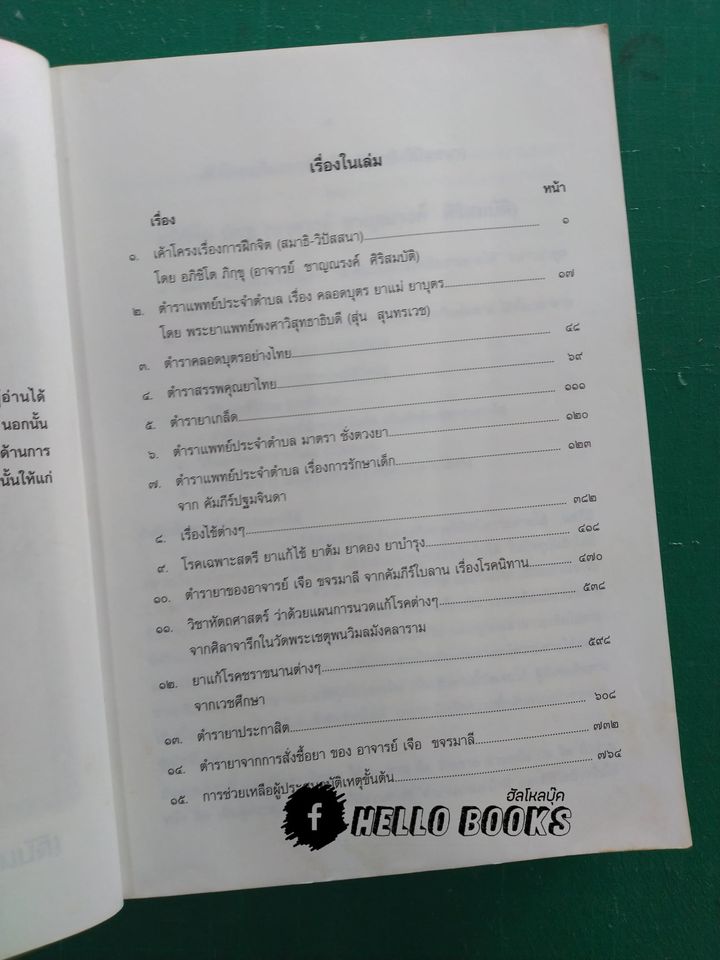 เรื่องในเล่ม
เรื่อง หน้า
๑. เค้าโครงเรื่องการฝึกจิต (สมาธิ-วิปัสสนา) ๑
โดย อภิชิโต ภิกฺขุ (อาจารย์ ชาญณรงค์ ศิริสมบัติ)
๒. ตำราแพทย์ประจำตำบล เรื่อง คลอดบุตร ยาแม่ ยาบุตร ๑๗
โดย พระยาแพทย์พงศาวิสุทธาธิบดี (สุ่น สุนทรเวช)
๓. ตำราคลอดบุตรอย่างไทย ๔๘
๔. ตำราสรรพคุณยาไทย ๖๙
๕. ตำรายาเกล็ด ๑๑๑
๖. ตำราแพทย์ประจำตำบล มาตรา ชั่งตวงยา ๑๒๐
๗. ตำราแพทย์ประจำตำบล เรื่องการรักษาเด็ก ๑๒๓
จาก คัมภีร์ปฐมจินดา
๘. เรื่องไข้ต่างๆ ๓๘๒
๙. โรคเฉพาะสตรี ยาแก้ไข้ ยาต้ม ยาดอง ยาบำรุง ๔๑๘
๑๐. ตำรายาของอาจารย์ เจือ ขจรมาลี จากคัมภีร์ใบลาน เรื่องโรคนิทาน ๔๗๐
๑๑. วิชาหัตถศาสตร์ ว่าด้วยแผนการนวดแก้โรคต่างๆ ๕๓๘
จากศิลาจารึกในวัดพระเชตุพนวิมลมังคลาราม
๑๒. ยาแก้โรคชราขนานต่างๆ ๕๙๘
จากเวชศึกษา
๑๓. ตำรายาประกาสิต ๖๐๘
๑๔. ตำรายาจากการสั่งซื้อยา ของ อาจารย์ เจือ ขจรมาลี ๗๓๒
๑๕. การช่วยเหลือผู้ประสบอุบัติเหตุขั้นต้น ๗๖๔
อ่านได้
นอกนั้น
ด้านการ
นั้นให้แก่
ฮัลโหลบุ๊ค
f HELLO BOOKS